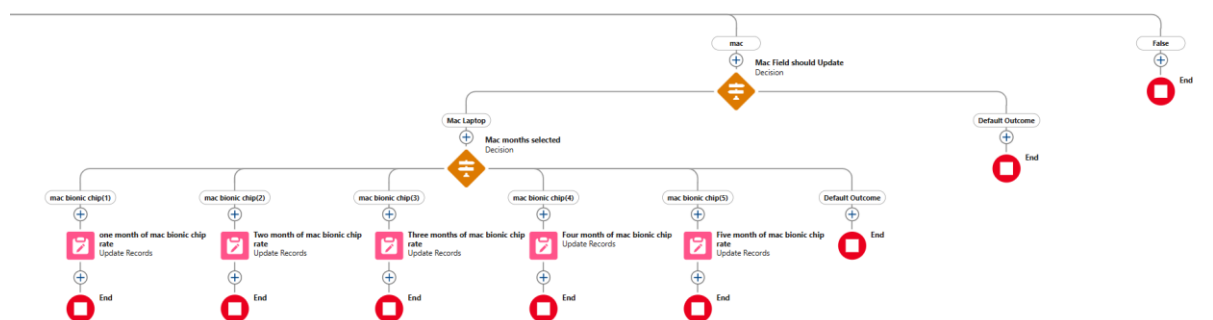 mac
False
Mac Field should Update
Decision
End
Mac Laptop
Default Outcome
Mac months selected
Decision
End
mac bionic chip(1)
mac bionic chip(2)
mac bionic chip(3)
mac bionic chip(4)
mac bionic chip(5)
Default Outcome
one month of mac bionic chip
rate
Update Records
Two month of mac bionic chip
rate
Update Records
Three months of mac bionic chip
rate
Update Records
Four month of mac bionic chip
Update Records
Five month of mac bionic chip
rate
Update Records
End
End
End
End
End
End